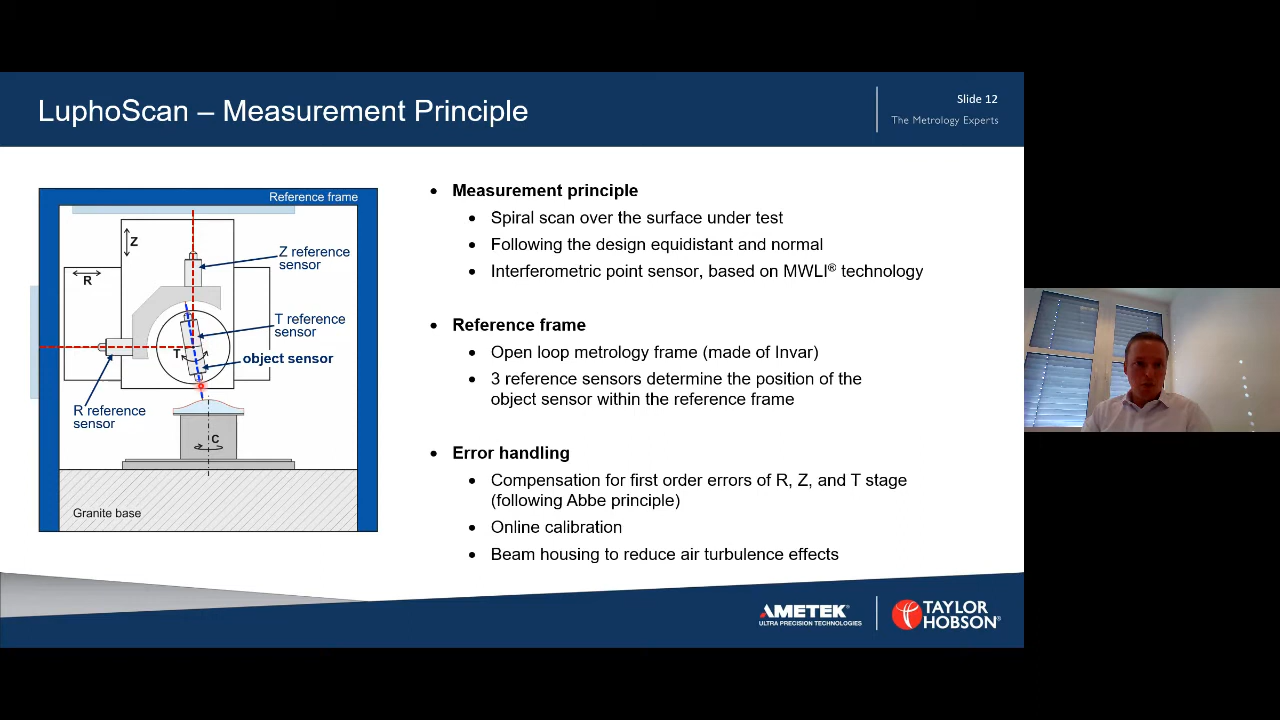 LuphoScan – Measurement Principle
Slide 12
The Metrology Experts
Reference frame
Z
R
Z reference
sensor
T reference
sensor
T
object sensor
R reference
sensor
C
Granite base
• Measurement principle
• Spiral scan over the surface under test
• Following the design equidistant and normal
• Interferometric point sensor, based on MWLI® technology
• Reference frame
• Open loop metrology frame (made of Invar)
• 3 reference sensors determine the position of the
object sensor within the reference frame
• Error handling
• Compensation for first order errors of R, Z, and T stage
(following Abbe principle)
• Online calibration
• Beam housing to reduce air turbulence effects
AMETEK®
ULTRA PRECISION TECHNOLOGIES
TAYLOR
HOBSON®